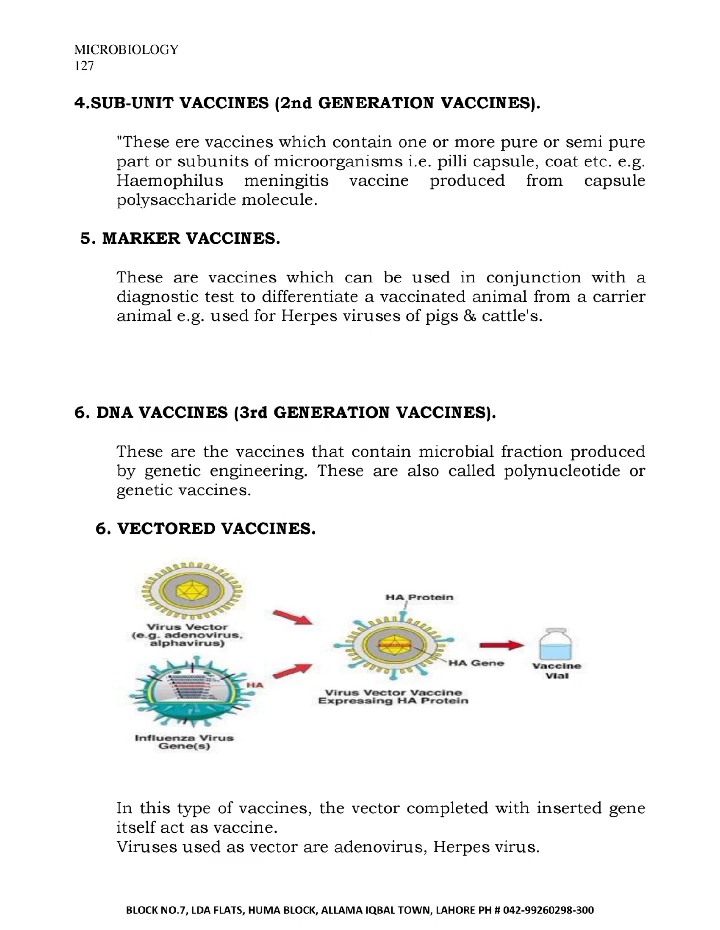 MICROBIOLOGY
127
4.SUB-UNIT VACCINES (2nd GENERATION VACCINES).
"These ere vaccines which contain one or more pure or semi pure
part or subunits of microorganisms i.e. pilli capsule, coat etc. e.g.
Haemophilus meningitis vaccine produced from capsule
polysaccharide molecule.
5. MARKER VACCINES.
These are vaccines which can be used in conjunction with a
diagnostic test to differentiate a vaccinated animal from a carrier
animal e.g. used for Herpes viruses of pigs & cattle's.
6. DNA VACCINES (3rd GENERATION VACCINES).
These are the vaccines that contain microbial fraction produced
by genetic engineering. These are also called polynucleotide or
genetic vaccines.
6. VECTORED VACCINES.
Virus Vector
(e.g. adenovirus,
alphavirus)
HA
Influenza Virus
Gene(s)
HA Protein
HA Gene
Virus Vector Vaccine
Expressing HA Protein
Vaccine
Vial
In this type of vaccines, the vector completed with inserted gene
itself act as vaccine.
Viruses used as vector are adenovirus, Herpes virus.
BLOCK NO.7, LDA FLATS, HUMA BLOCK, ALLAMA IQBAL TOWN, LAHORE PH # 042-99260298-300